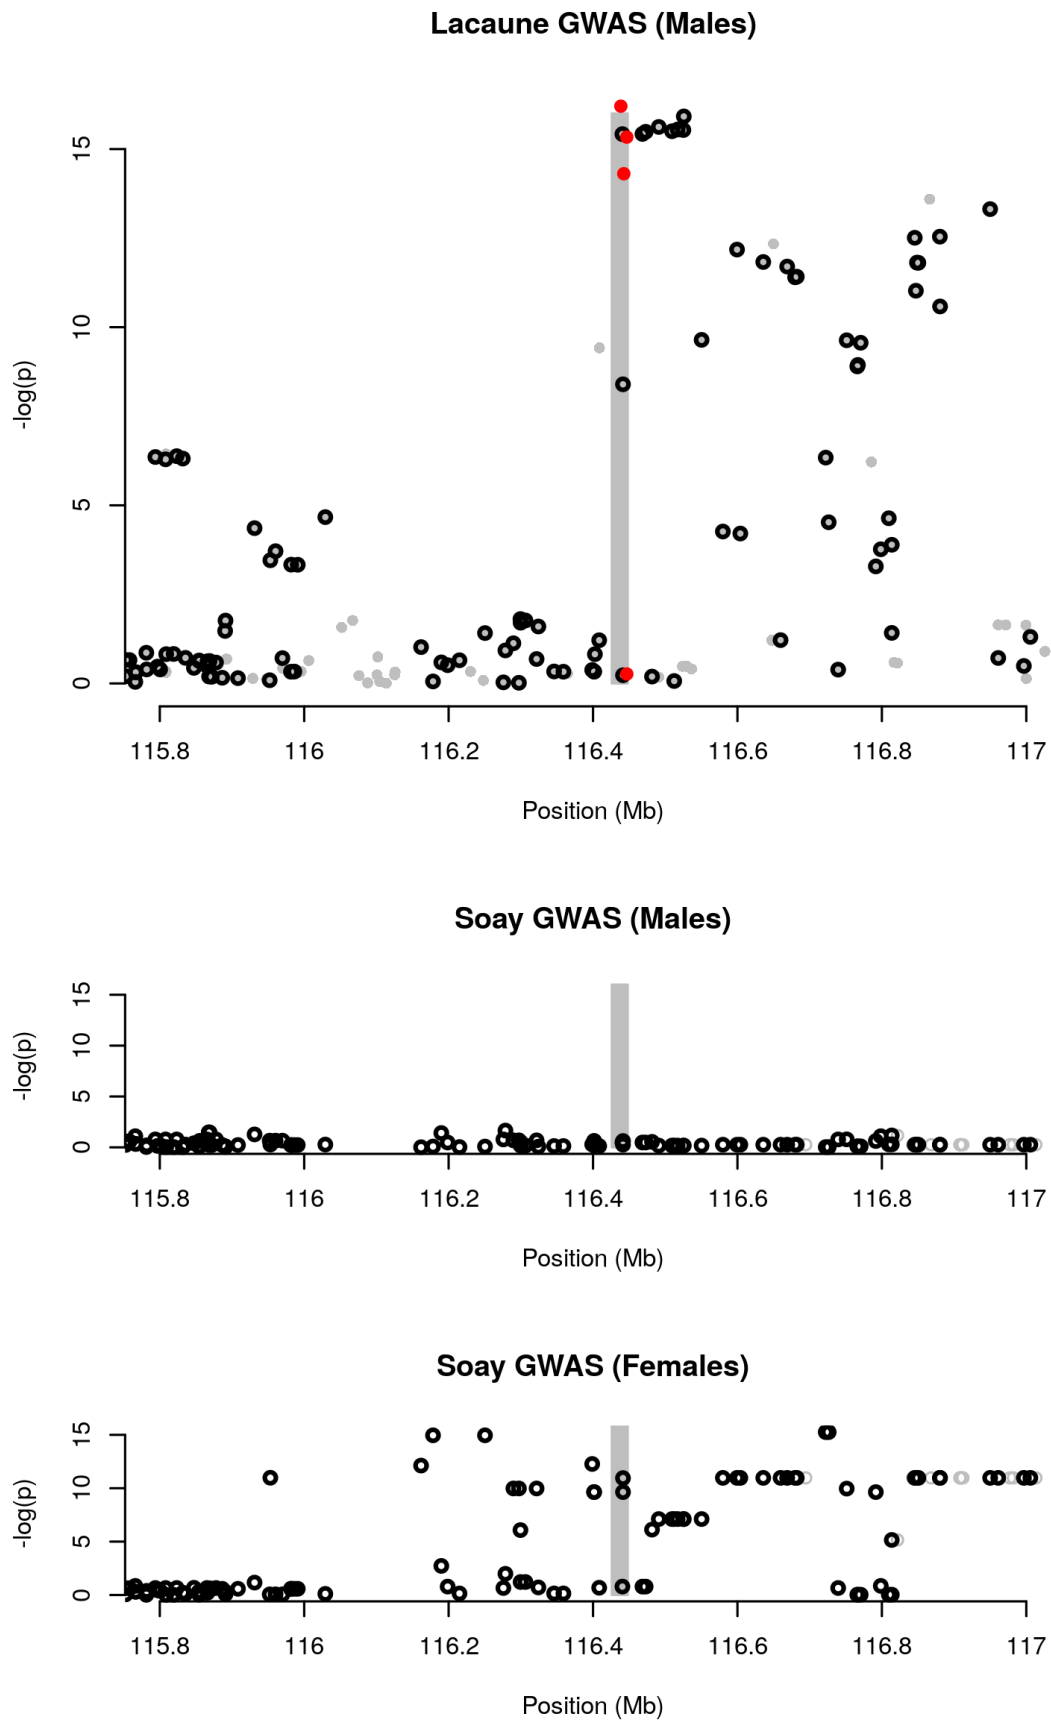 Lacaune GWAS (Males)
-log(p)
15
10
5
0
115.8 116 116.2 116.4 116.6 116.8 117
Position (Mb)
Soay GWAS (Males)
-log(p)
15
10
5
0
115.8 116 116.2 116.4 116.6 116.8 117
Position (Mb)
Soay GWAS (Females)
-log(p)
15
10
5
0
115.8 116 116.2 116.4 116.6 116.8 117
Position (Mb)